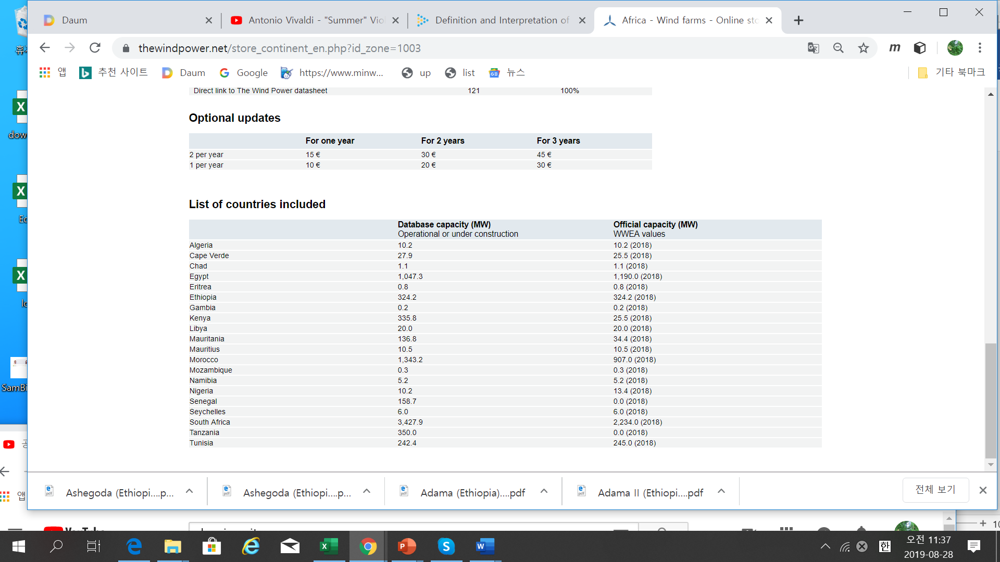 Daum
Antonio Vivaldi - "Summer" Vio
Definition and Interpretation of
Africa - Wind farms - Online sto
thewindpower.net/store_continent_en.php?id_zone=1003
앱
추천 사이트
Daum
Google
https://www.minw...
up
list
뉴스
기타 북마크
Direct link to The Wind Power datasheet 121 100%
Optional updates
For one year For 2 years For 3 years
2 per year 15 € 30 € 45 €
1 per year 10 € 20 € 30 €
List of countries included
Database capacity (MW) Official capacity (MW)
Operational or under construction WWEA values
Algeria 10.2 10.2 (2018)
Cape Verde 27.9 25.5 (2018)
Chad 1.1 1.1 (2018)
Egypt 1,047.3 1,190.0 (2018)
Eritrea 0.8 0.8 (2018)
Ethiopia 324.2 324.2 (2018)
Gambia 0.2 0.2 (2018)
Kenya 335.8 25.5 (2018)
Libya 20.0 20.0 (2018)
Mauritania 136.8 34.4 (2018)
Mauritius 10.5 10.5 (2018)
Morocco 1,343.2 907.0 (2018)
Mozambique 0.3 0.3 (2018)
Namibia 5.2 5.2 (2018)
Nigeria 10.2 13.4 (2018)
Senegal 158.7 0.0 (2018)
Seychelles 6.0 6.0 (2018)
South Africa 3,427.9 2,234.0 (2018)
Tanzania 350.0 0.0 (2018)
Tunisia 242.4 245.0 (2018)
dow
Ec
SamBi
앱
Ashegoda (Ethiopi....p...
Ashegoda (Ethiopi....p...
Adama (Ethiopia)....pdf
Adama II (Ethiopi....pdf
전체 보기
한
오전 11:37
2019-08-28